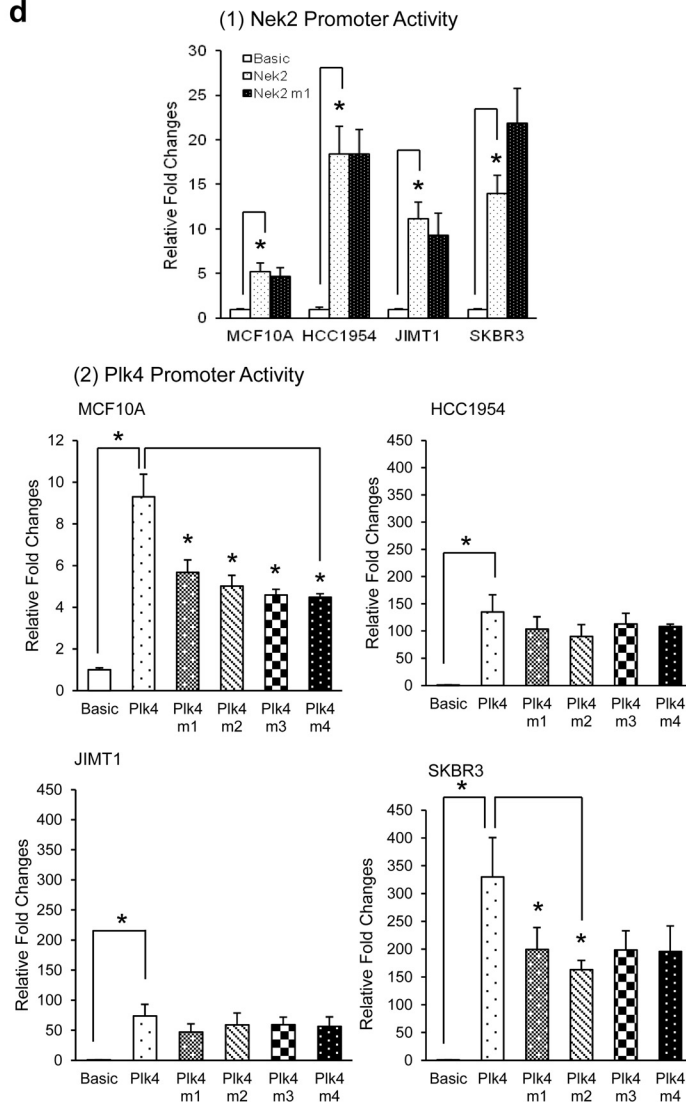 d
(1) Nek2 Promoter Activity
Relative Fold Changes
30
25
20
15
10
5
0
Basic
Nek2
Nek2 m1
*
*
*
*
MCF10A HCC1954 JIMT1 SKBR3
(2) Plk4 Promoter Activity
MCF10A
Relative Fold Changes
12
10
8
6
4
2
0
*
*
*
*
*
Basic Plk4 Plk4 Plk4 Plk4 Plk4
m1 m2 m3 m4
HCC1954
Relative Fold Changes
450
400
350
300
250
200
150
100
50
0
*
Basic Plk4 Plk4 Plk4 Plk4 Plk4
m1 m2 m3 m4
JIMT1
Relative Fold Changes
450
400
350
300
250
200
150
100
50
0
*
Basic Plk4 Plk4 Plk4 Plk4 Plk4
m1 m2 m3 m4
SKBR3
Relative Fold Changes
450
400
350
300
250
200
150
100
50
0
*
*
*
Basic Plk4 Plk4 Plk4 Plk4 Plk4
m1 m2 m3 m4